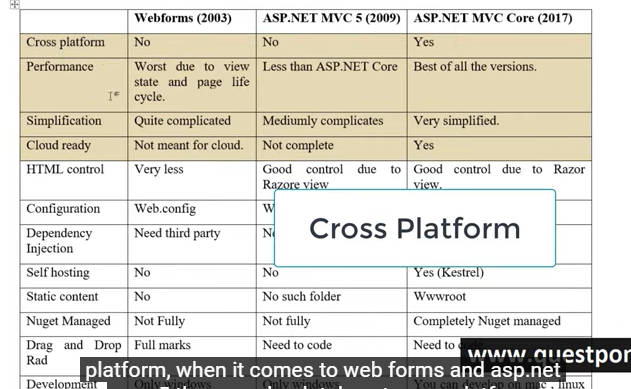 Webforms (2003) ASP.NET MVC 5 (2009) ASP.NET MVC Core (2017)
Cross platform No No Yes
Performance Worst due to view Less than ASP.NET Core Best of all the versions.
state and page life
cycle.
Simplification Quite complicated Mediumly complicates Very simplified.
Cloud ready Not meant for cloud. Not complete Yes
HTML control Very less Good control due to Good control due to Razor
Razore view view.
Configuration Web.config
Cross Platform
Dependency Need third party
Injection
Self hosting No No Yes (Kestrel)
Static content No No such folder Wwwroot
Nuget Managed Not Fully Not fully Completely Nuget managed
Drag and Drop Full marks Need to code Need to code
Rad
www.questpon
platform, when it comes to web forms and asp.net
Development Only windows Only windows You can develop on mac , linux